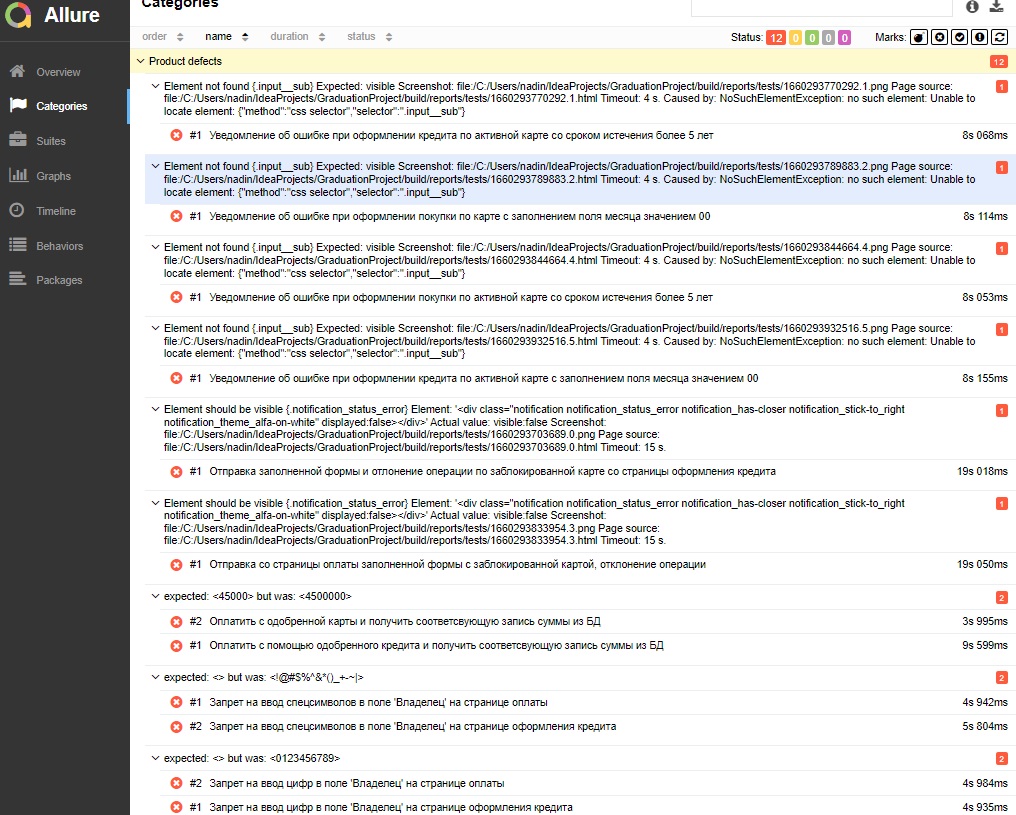 Allure
Overview
Categories
Suites
Graphs
Timeline
Behaviors
Packages
Categories
order name duration status
Status: 12 0 0 0 0 Marks:
Product defects 12
Element not found {.input__sub} Expected: visible Screenshot: file:/C:/Users/nadin/IdeaProjects/GraduationProject/build/reports/tests/1660293770292.1.png Page source: 1
file:/C:/Users/nadin/IdeaProjects/GraduationProject/build/reports/tests/1660293770292.1.html Timeout: 4 s. Caused by: NoSuchElementException: no such element: Unable to
locate element: {"method":"css selector","selector":".input__sub"}
#1 Уведомление об ошибке при оформлении кредита по активной карте со сроком истечения более 5 лет 8s 068ms
Element not found {.input__sub} Expected: visible Screenshot: file:/C:/Users/nadin/IdeaProjects/GraduationProject/build/reports/tests/1660293789883.2.png Page source: 1
file:/C:/Users/nadin/IdeaProjects/GraduationProject/build/reports/tests/1660293789883.2.html Timeout: 4 s. Caused by: NoSuchElementException: no such element: Unable to
locate element: {"method":"css selector","selector":".input__sub"}
#1 Уведомление об ошибке при оформлении покупки по карте с заполнением поля месяца значением 00 8s 114ms
Element not found {.input__sub} Expected: visible Screenshot: file:/C:/Users/nadin/IdeaProjects/GraduationProject/build/reports/tests/1660293844664.4.png Page source: 1
file:/C:/Users/nadin/IdeaProjects/GraduationProject/build/reports/tests/1660293844664.4.html Timeout: 4 s. Caused by: NoSuchElementException: no such element: Unable to
locate element: {"method":"css selector","selector":".input__sub"}
#1 Уведомление об ошибке при оформлении покупки по активной карте со сроком истечения более 5 лет 8s 053ms
Element not found {.input__sub} Expected: visible Screenshot: file:/C:/Users/nadin/IdeaProjects/GraduationProject/build/reports/tests/1660293932516.5.png Page source: 1
file:/C:/Users/nadin/IdeaProjects/GraduationProject/build/reports/tests/1660293932516.5.html Timeout: 4 s. Caused by: NoSuchElementException: no such element: Unable to
locate element: {"method":"css selector","selector":".input__sub"}
#1 Уведомление об ошибке при оформлении кредита по активной карте с заполнением поля месяца значением 00 8s 155ms
Element should be visible {.notification_status_error} Element: '<div class="notification notification_status_error notification_has-closer notification_stick-to_right 1
notification_theme_alfa-on-white" displayed:false></div>' Actual value: visible:false Screenshot:
file:/C:/Users/nadin/IdeaProjects/GraduationProject/build/reports/tests/1660293703689.0.png Page source:
file:/C:/Users/nadin/IdeaProjects/GraduationProject/build/reports/tests/1660293703689.0.html Timeout: 15 s.
#1 Отправка заполненной формы и отлонение операции по заблокированной карте со страницы оформления кредита 19s 018ms
Element should be visible {.notification_status_error} Element: '<div class="notification notification_status_error notification_has-closer notification_stick-to_right 1
notification_theme_alfa-on-white" displayed:false></div>' Actual value: visible:false Screenshot:
file:/C:/Users/nadin/IdeaProjects/GraduationProject/build/reports/tests/1660293833954.3.png Page source:
file:/C:/Users/nadin/IdeaProjects/GraduationProject/build/reports/tests/1660293833954.3.html Timeout: 15 s.
#1 Отправка со страницы оплаты заполненной формы с заблокированной картой, отклонение операции 19s 050ms
expected: <45000> but was: <4500000> 2
#2 Оплатить с одобренной карты и получить соответсвующую запись суммы из БД 3s 995ms
#1 Оплатить с помощью одобренного кредита и получить соответсвующую запись суммы из БД 9s 599ms
expected: <> but was: <!@#$%^&*()_+-~|> 2
#1 Запрет на ввод спецсимволов в поле 'Владелец' на странице оплаты 4s 942ms
#2 Запрет на ввод спецсимволов в поле 'Владелец' на странице оформления кредита 5s 804ms
expected: <> but was: <0123456789> 2
#2 Запрет на ввод цифр в поле 'Владелец' на странице оплаты 4s 984ms
#1 Запрет на ввод цифр в поле 'Владелец' на странице оформления кредита 4s 935ms